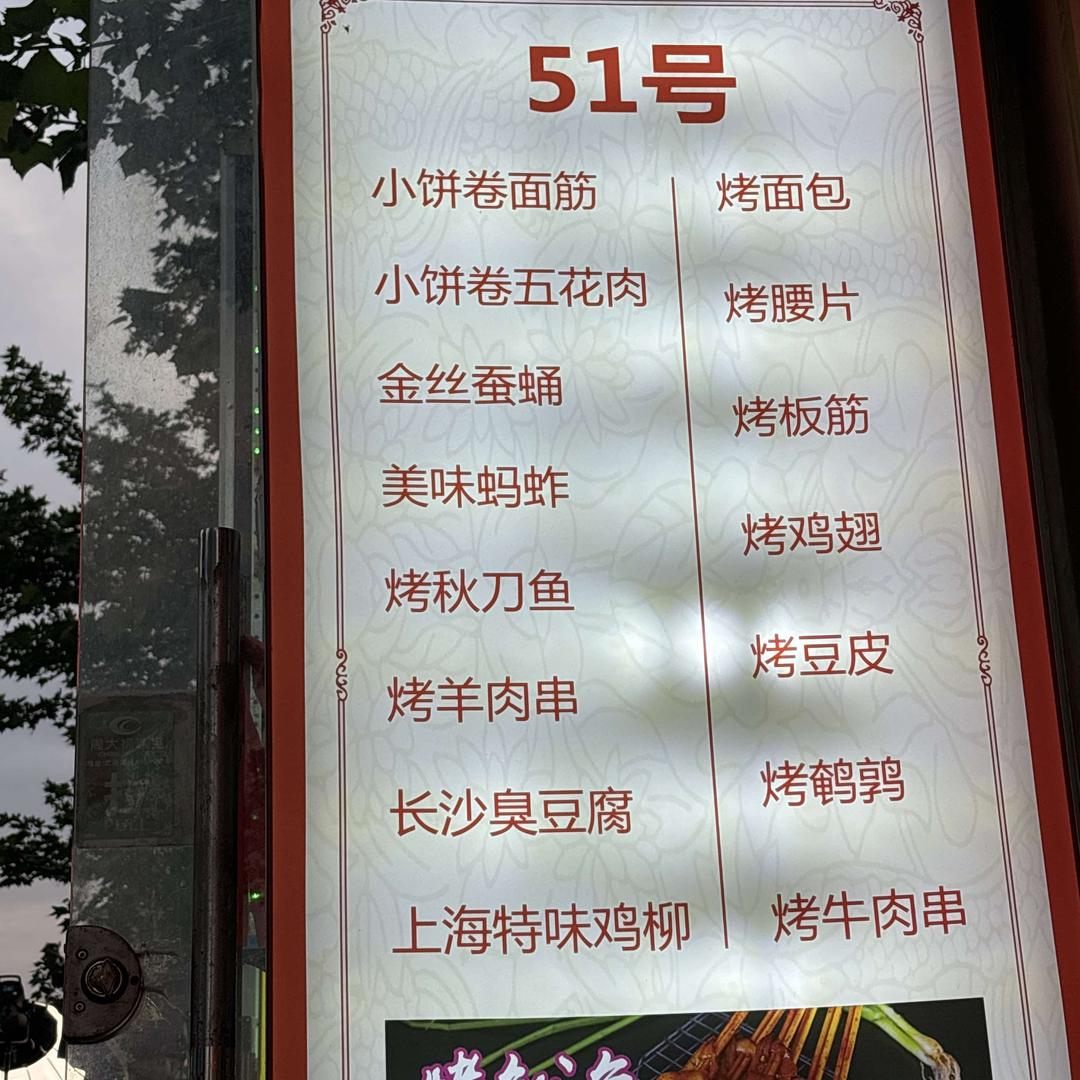 51号
小饼卷面筋
小饼卷五花肉
金丝蚕蛹
美味蚂蚱
烤秋刀鱼
烤羊肉串
长沙臭豆腐
上海特味鸡柳
烤面包
烤腰片
烤板筋
烤鸡翅
烤豆皮
烤鹌鹑
烤牛肉串